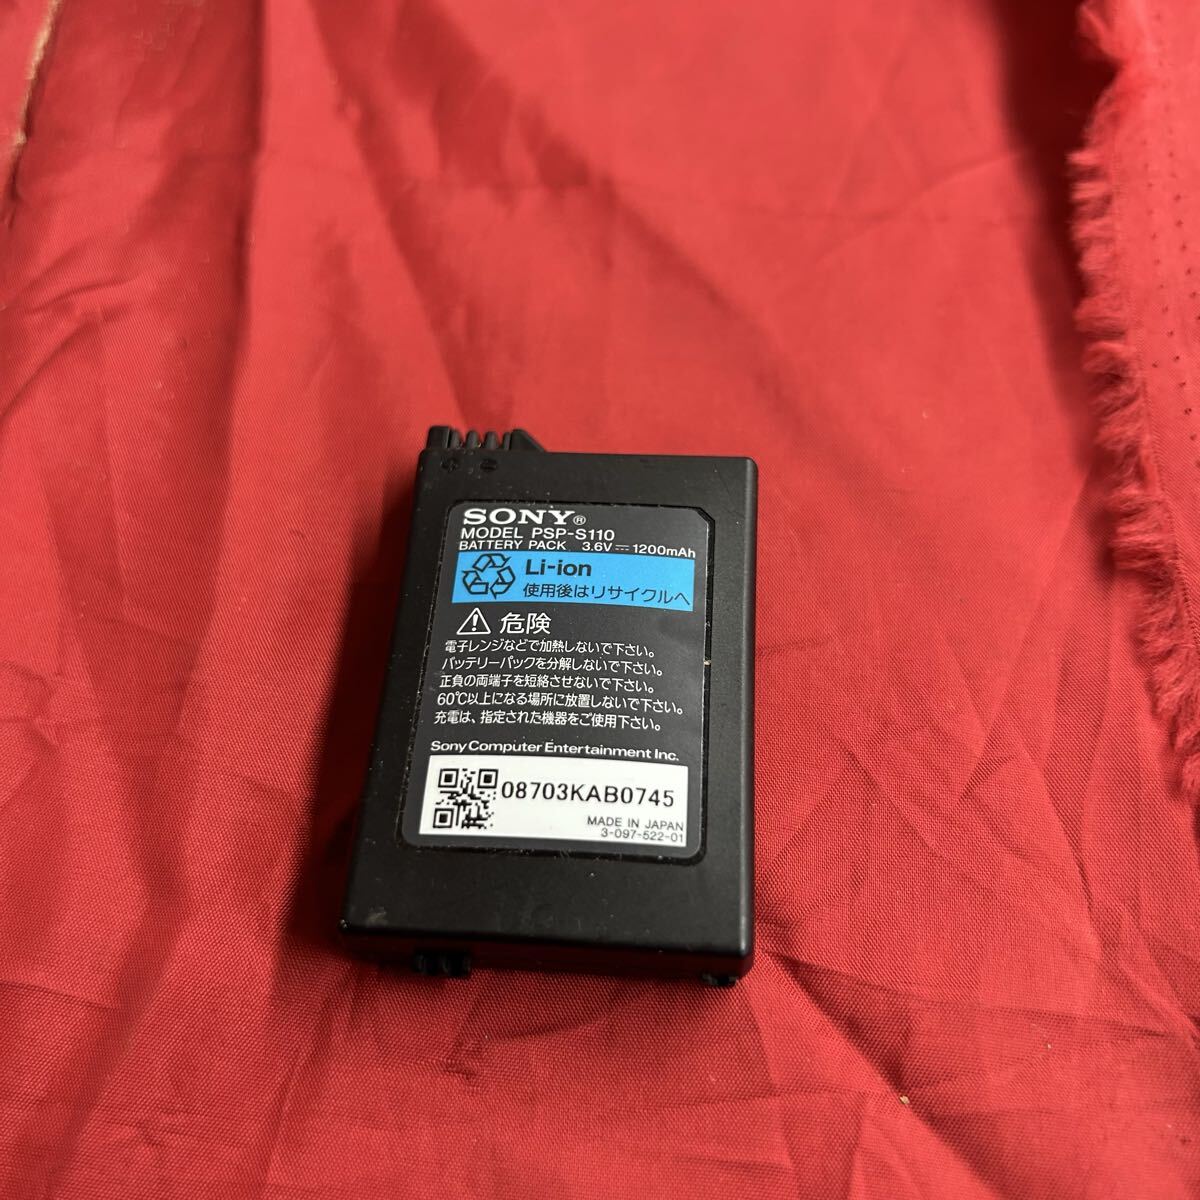 SONY®
MODEL PSP-S110
BATTERY PACK 3.6V⎓1200mAh
Li-ion
使用後はリサイクルへ
⚠危険
電子レンジなどで加熱しないで下さい。
バッテリーパックを分解しないで下さい。
正負の両端子を短絡させないで下さい。
60℃以上になる場所に放置しないで下さい。
充電は、指定された機器をご使用下さい。
Sony Computer Entertainment Inc.
08703KAB0745
MADE IN JAPAN
3-097-522-01